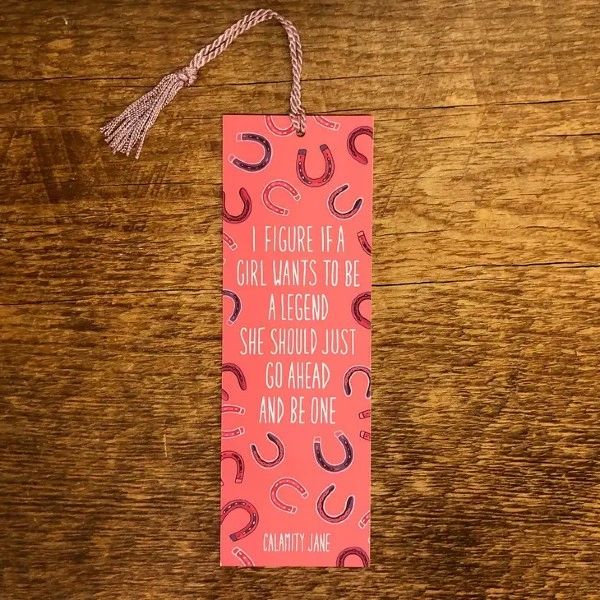 I FIGURE IF A
GIRL WANTS TO BE
A LEGEND
SHE SHOULD JUST
GO AHEAD
AND BE ONE
CALAMITY JANE